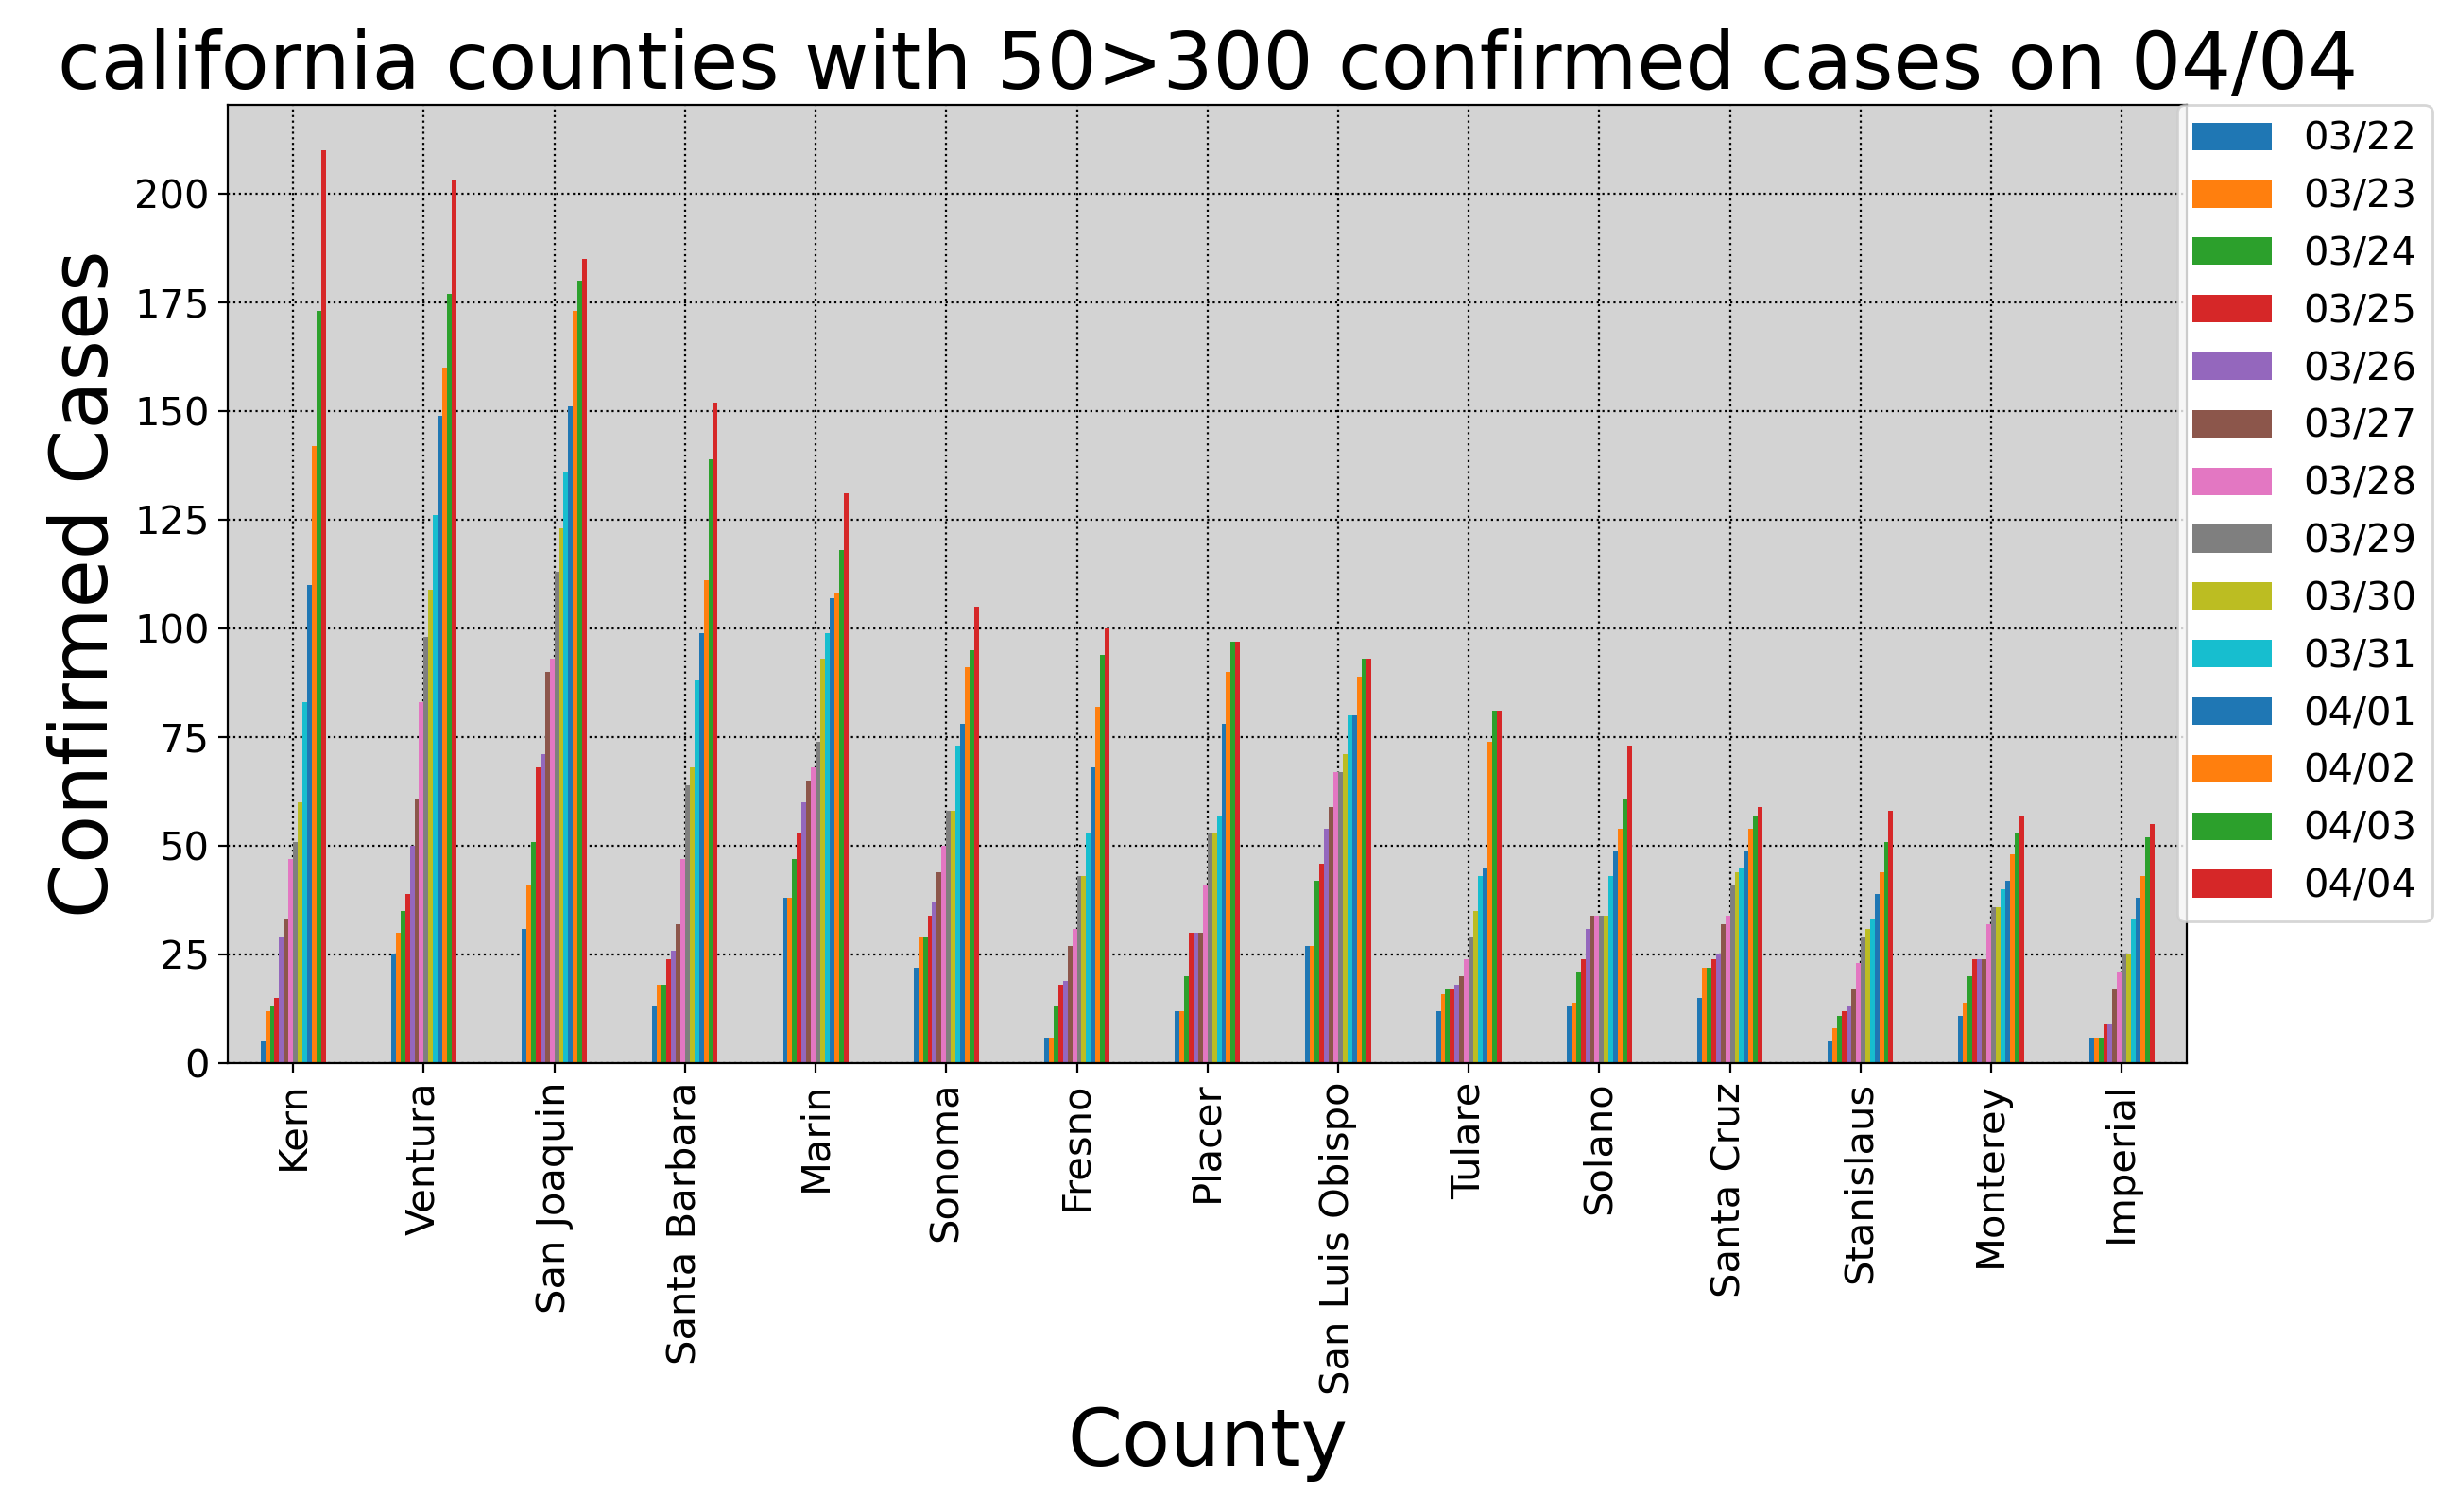 california counties with 50>300 confirmed cases on 04/04
Confirmed Cases
200
175
150
125
100
75
50
25
0
03/22
03/23
03/24
03/25
03/26
03/27
03/28
03/29
03/30
03/31
04/01
04/02
04/03
04/04
Kern
Ventura
San Joaquin
Santa Barbara
Marin
Sonoma
Fresno
Placer
San Luis Obispo
Tulare
Solano
Santa Cruz
Stanislaus
Monterey
Imperial
County